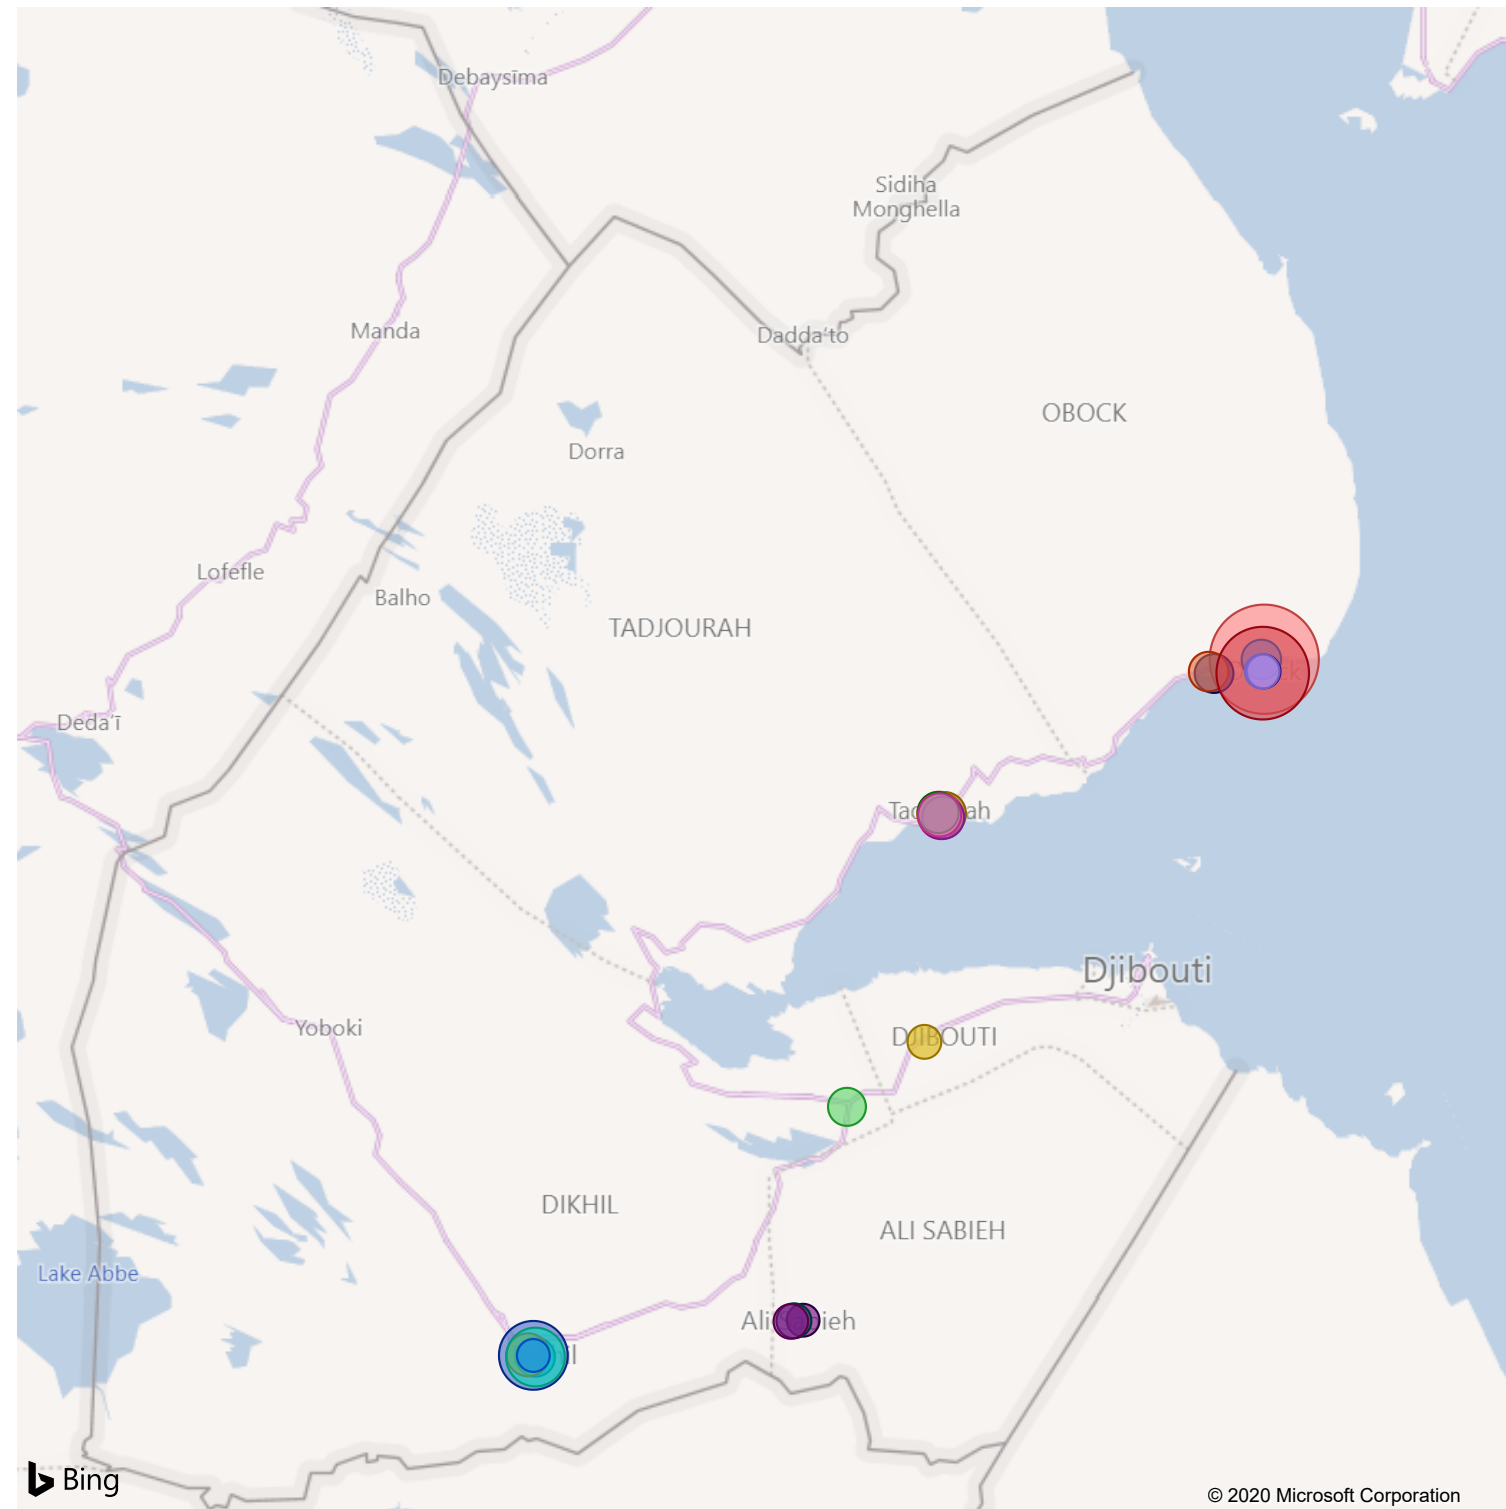 Debaysīma
Sidiha
Monghella
Manda
Dadda‘to
OBOCK
Dorra
Lofefle
Balho
TADJOURAH
Deda‘ī
Djibouti
Yoboki
DJIBOUTI
DIKHIL
ALI SABIEH
Lake Abbe
Bing
© 2020 Microsoft Corporation